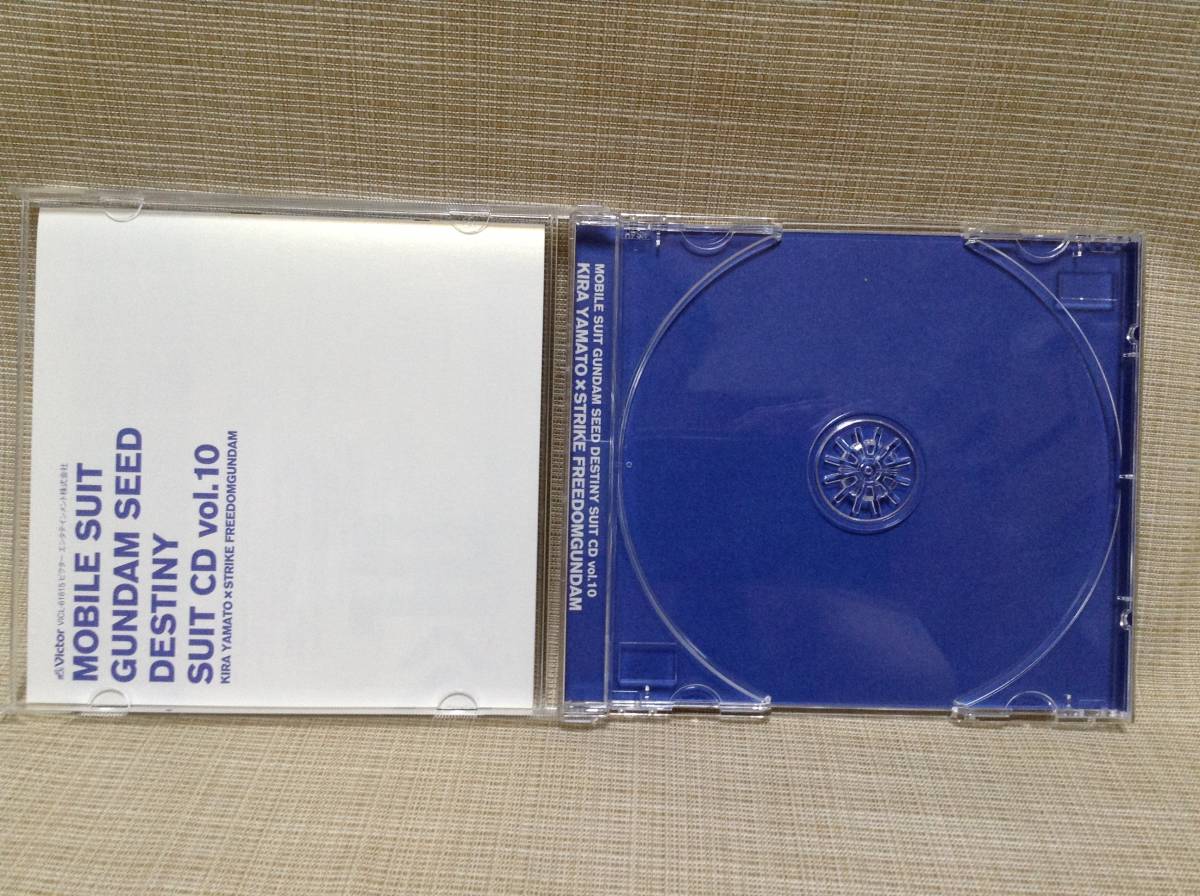 Victor VICL-61815 ビクター エンタテインメント株式会社
MOBILE SUIT
GUNDAM SEED
DESTINY
SUIT CD vol.10
KIRA YAMATO×STRIKE FREEDOMGUNDAM
MOBILE SUIT GUNDAM SEED DESTINY SUIT CD vol.10
KIRA YAMATO×STRIKE FREEDOMGUNDAM